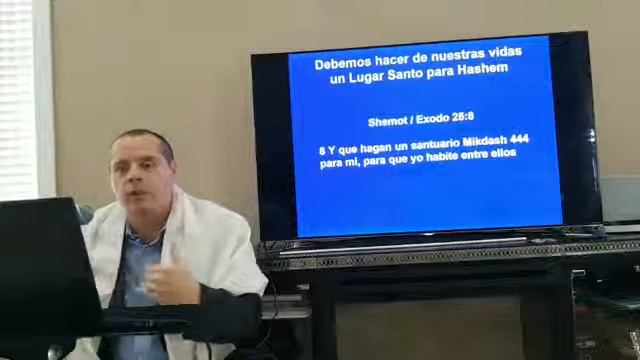 Debemos hacer de nuestras vidas
un Lugar Santo para Hashem
Shemot / Exodo 25:8
8 Y que hagan un santuario Mikdash 444
para mí, para que yo habite entre ellos